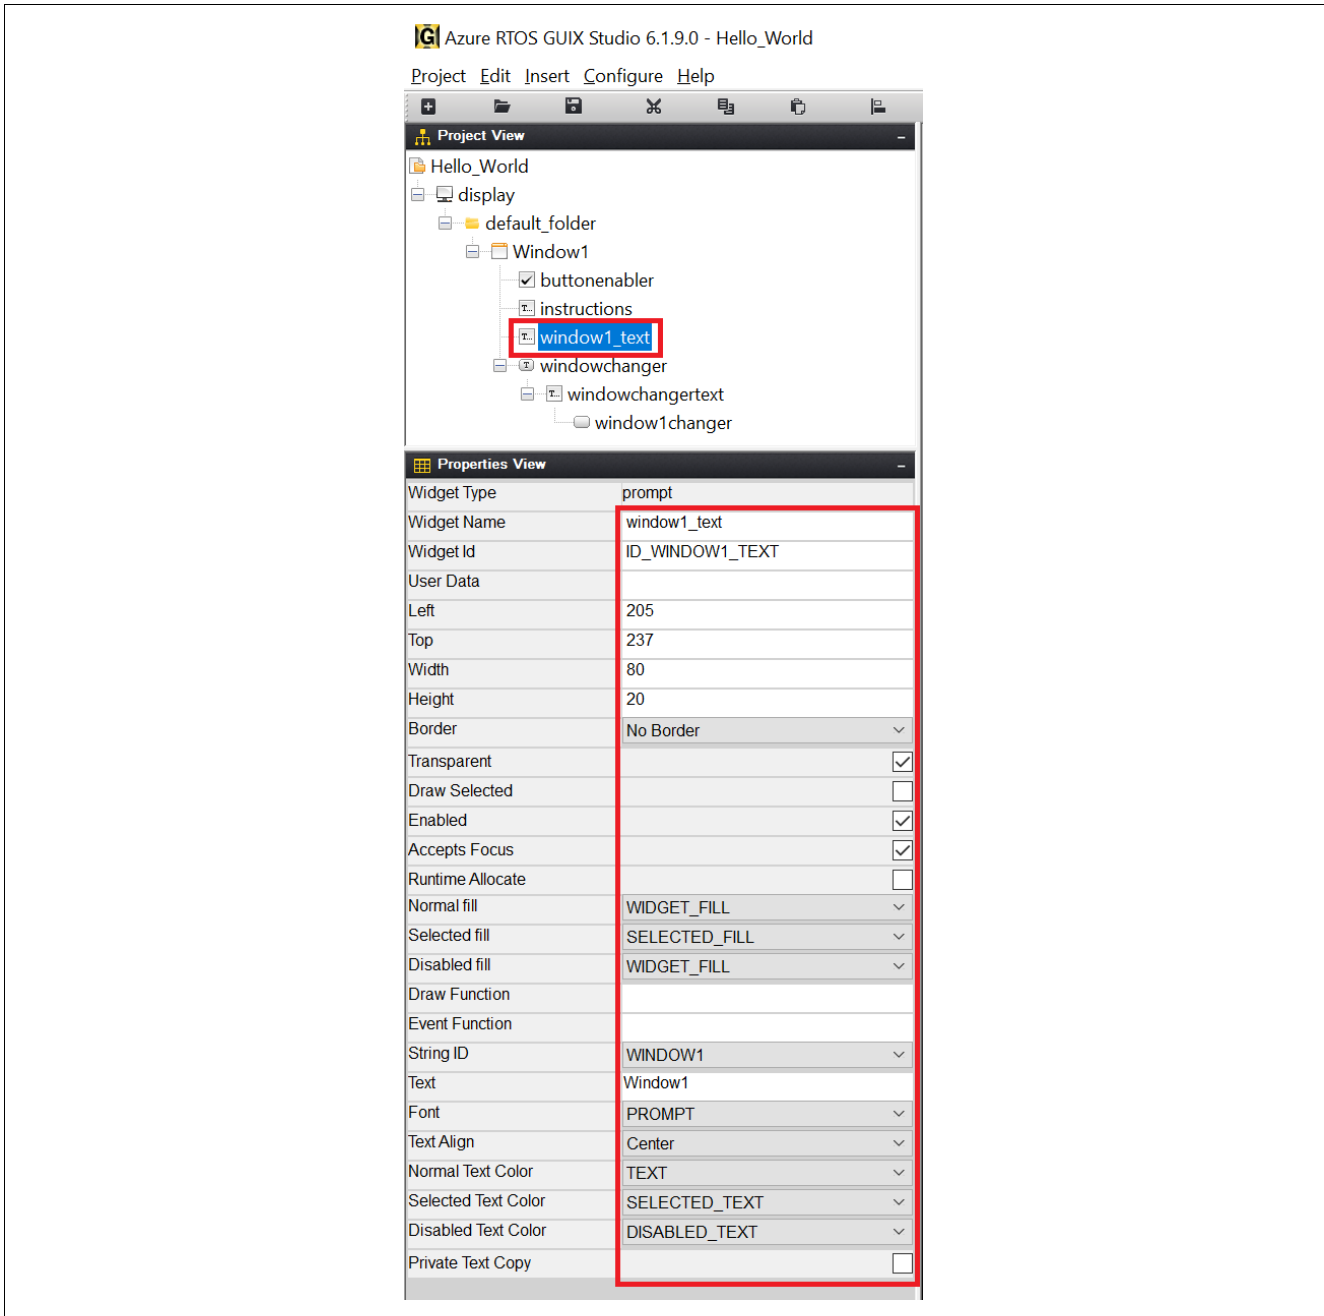 Azure RTOS GUIX Studio 6.1.9.0 - Hello_World
Project Edit Insert Configure Help
Project View
Hello_World
display
default_folder
Window1
buttonenabler
instructions
window1_text
windowchanger
windowchangertext
window1changer
Properties View
Widget Type prompt
Widget Name window1_text
Widget Id ID_WINDOW1_TEXT
User Data
Left 205
Top 237
Width 80
Height 20
Border No Border
Transparent
Draw Selected
Enabled
Accepts Focus
Runtime Allocate
Normal fill WIDGET_FILL
Selected fill SELECTED_FILL
Disabled fill WIDGET_FILL
Draw Function
Event Function
String ID WINDOW1
Text Window1
Font PROMPT
Text Align Center
Normal Text Color TEXT
Selected Text Color SELECTED_TEXT
Disabled Text Color DISABLED_TEXT
Private Text Copy